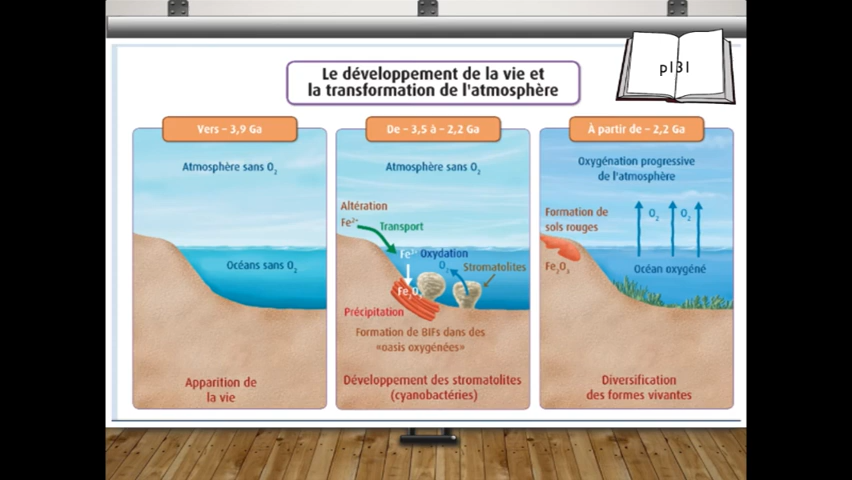 p131
Le développement de la vie et
la transformation de l'atmosphère
Vers – 3,9 Ga
Atmosphère sans O₂
Océans sans O₂
Apparition de
la vie
De – 3,5 à – 2,2 Ga
Atmosphère sans O₂
Altération
Fe²⁺
Transport
Fe³⁺ Oxydation
O₂
Stromatolites
Fe₂O₃
Précipitation
Formation de BIFs dans des
«oasis oxygénées»
Développement des stromatolites
(cyanobactéries)
À partir de – 2,2 Ga
Oxygénation progressive
de l'atmosphère
O₂ O₂
Formation de
sols rouges
Fe₂O₃
Océan oxygéné
Diversification
des formes vivantes